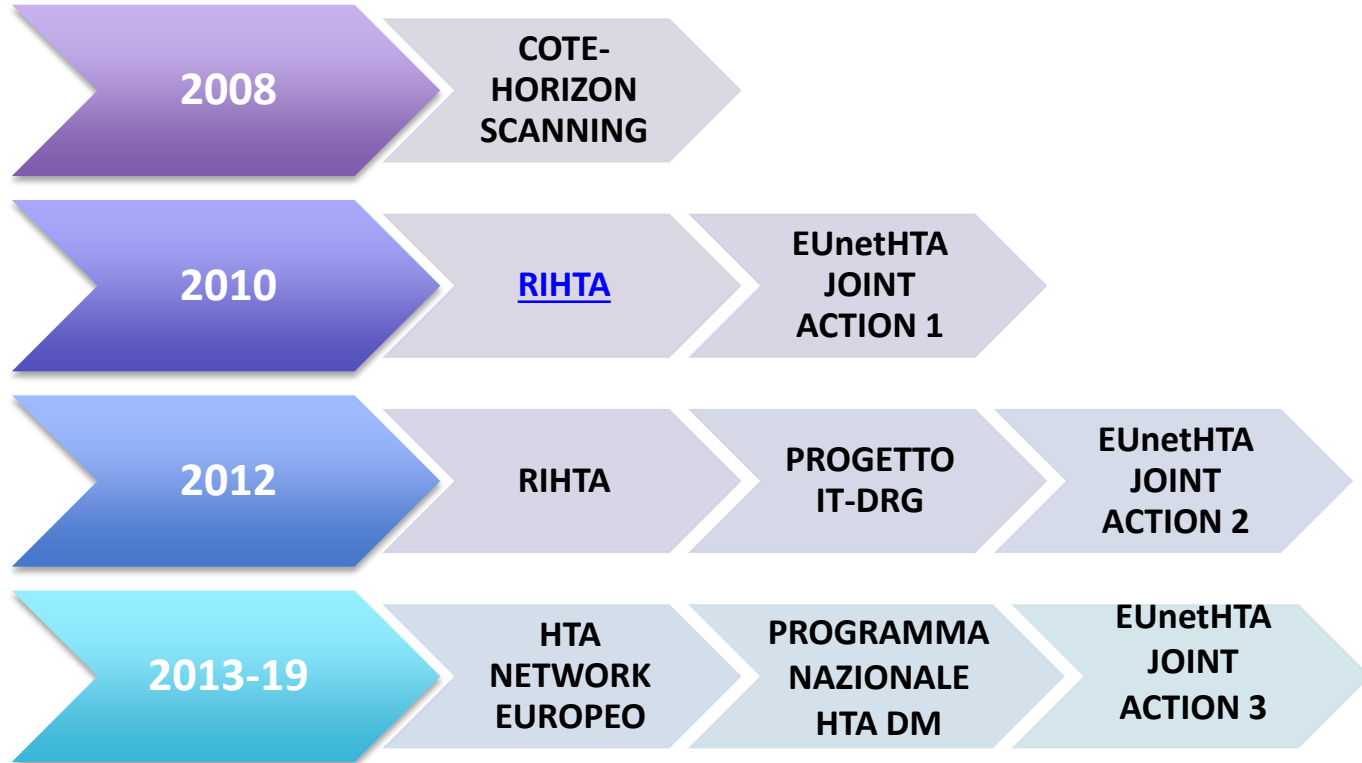 2008
COTE-
HORIZON
SCANNING
2010
RIHTA
EUnetHTA
JOINT
ACTION 1
2012
RIHTA
PROGETTO
IT-DRG
EUnetHTA
JOINT
ACTION 2
2013-19
HTA
NETWORK
EUROPEO
PROGRAMMA
NAZIONALE
HTA DM
EUnetHTA
JOINT
ACTION 3